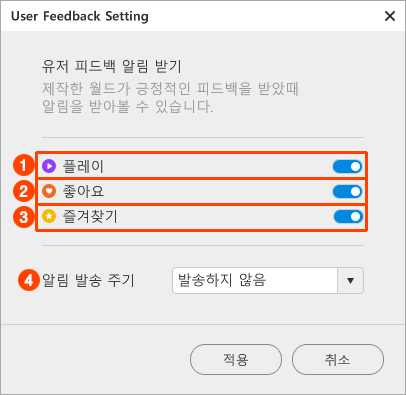 User Feedback Setting
유저 피드백 알림 받기
제작한 월드가 긍정적인 피드백을 받았때
알림을 받아볼 수 있습니다.
1 플레이
2 좋아요
3 즐겨찾기
4 알림 발송 주기 발송하지 않음
적용 취소